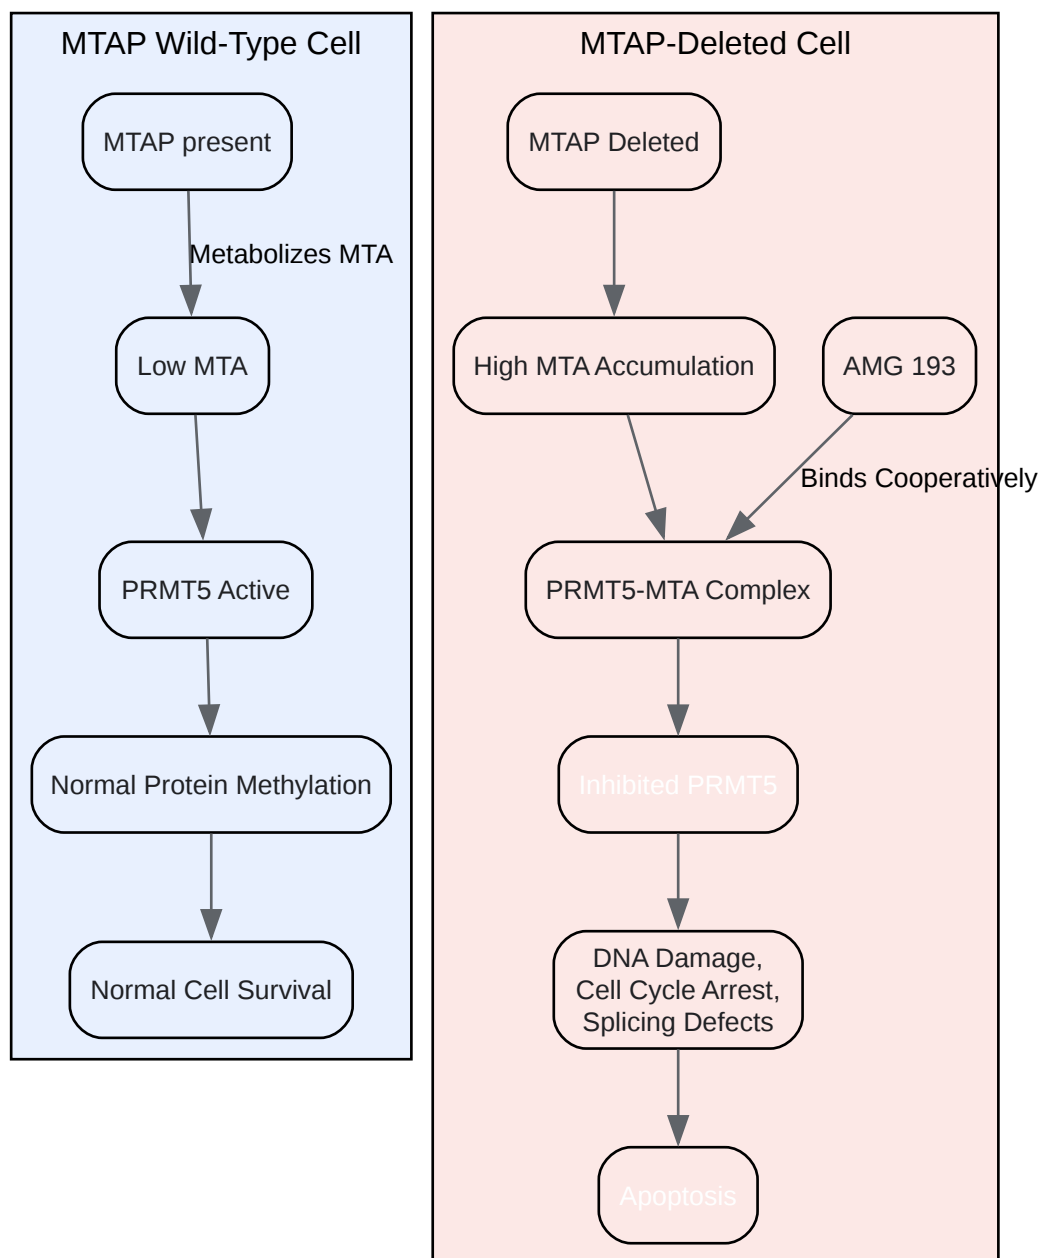 MTAP Wild-Type Cell
MTAP present
Metabolizes MTA
Low MTA
PRMT5 Active
Normal Protein Methylation
Normal Cell Survival
MTAP-Deleted Cell
MTAP Deleted
High MTA Accumulation
AMG 193
Binds Cooperatively
PRMT5-MTA Complex
Inhibited PRMT5
DNA Damage,
Cell Cycle Arrest,
Splicing Defects
Apoptosis